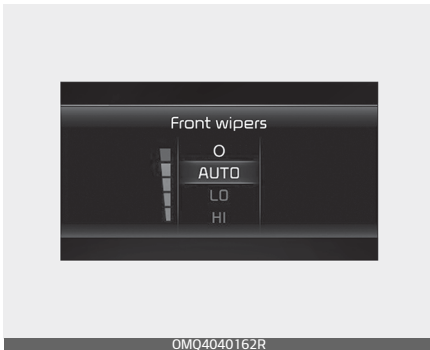 Front wipers
O
AUTO
LO
HI
OMQ4040162R